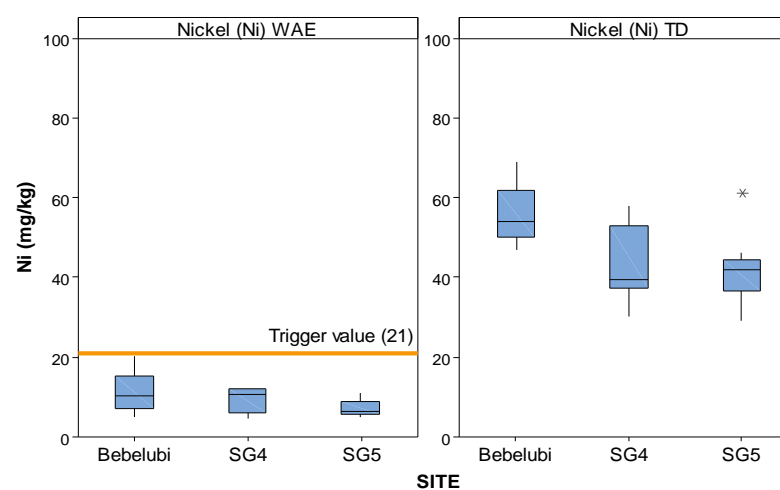 Nickel (Ni) WAE
Nickel (Ni) TD
100
80
60
40
20
0
100
80
60
40
20
0
Ni (mg/kg)
Trigger value (21)
*
Bebelubi SG4 SG5
Bebelubi SG4 SG5
SITE